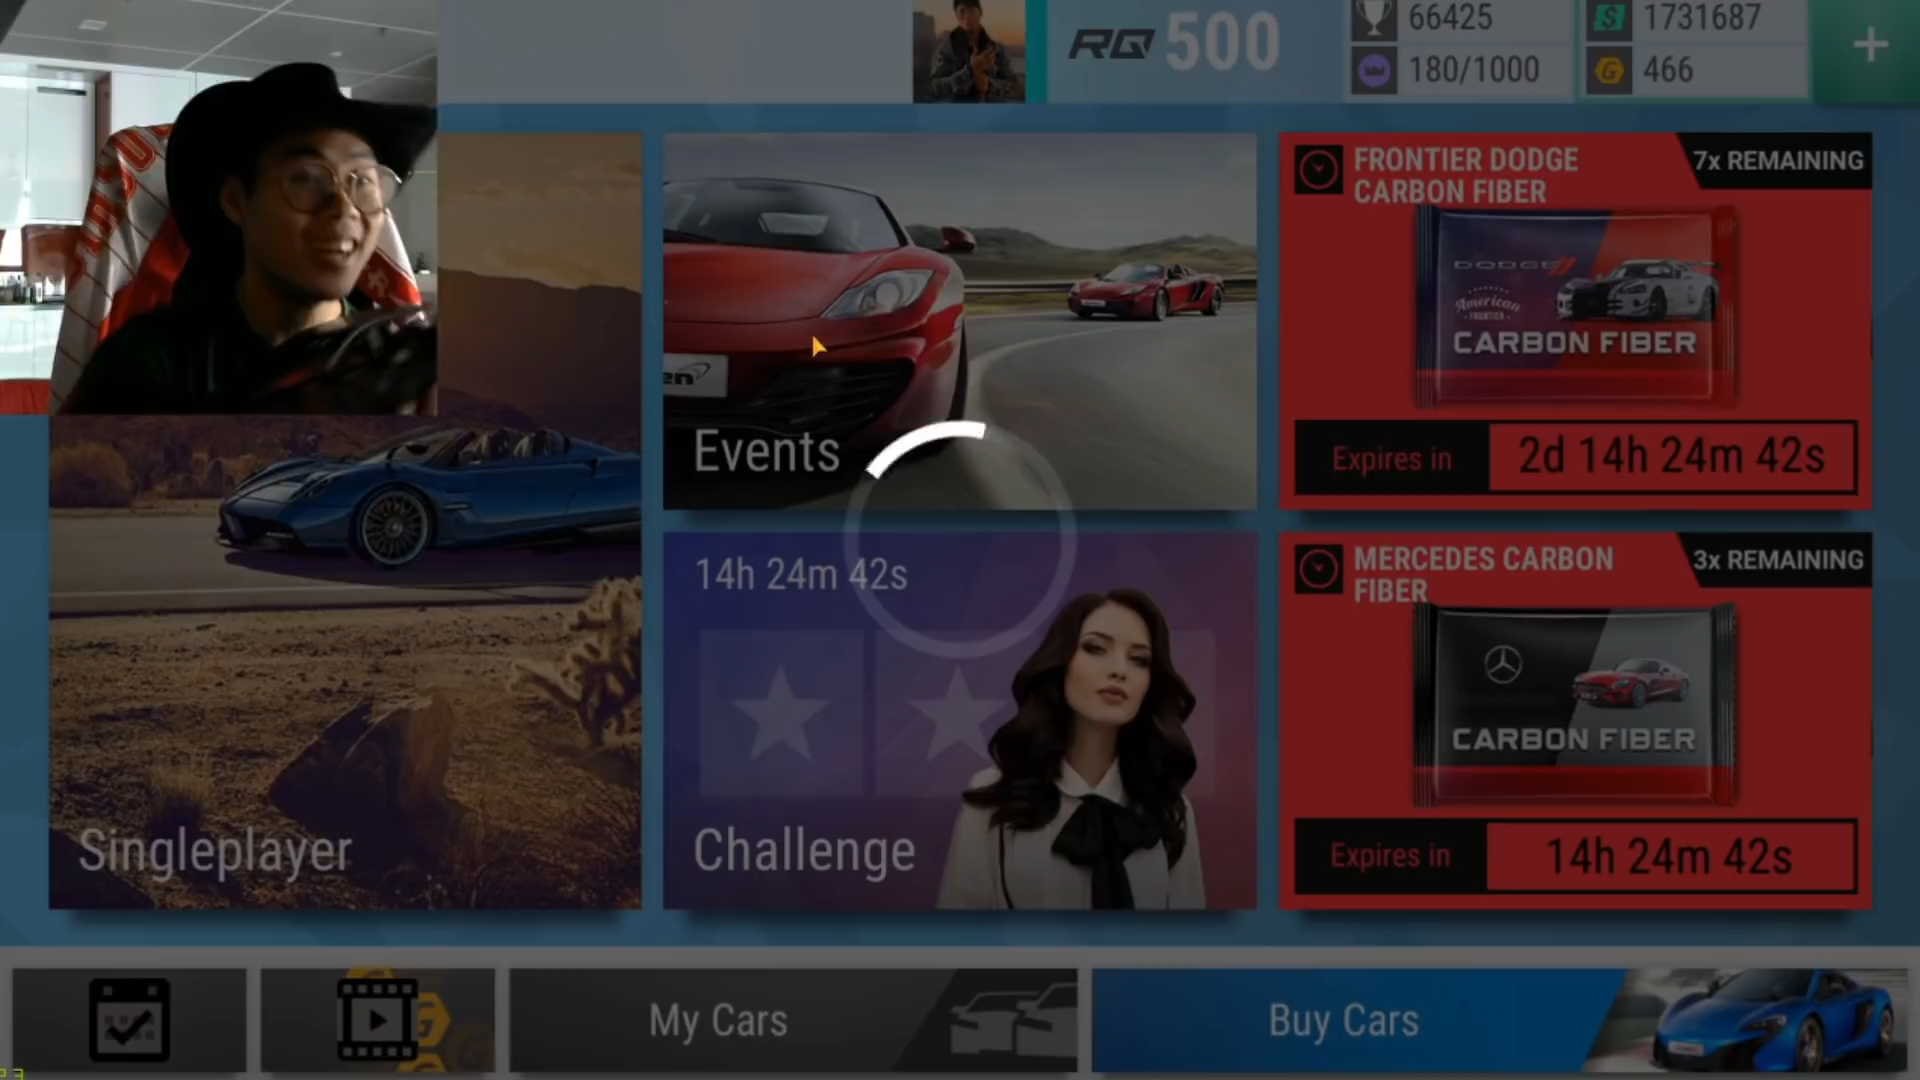 RQ 500
66425
180/1000
1731687
466
+
Events
FRONTIER DODGE
CARBON FIBER
7x REMAINING
DODGE
American
FRONTIER
CARBON FIBER
Expires in
2d 14h 24m 42s
14h 24m 42s
Challenge
Singleplayer
MERCEDES CARBON
FIBER
3x REMAINING
CARBON FIBER
Expires in
14h 24m 42s
My Cars
Buy Cars